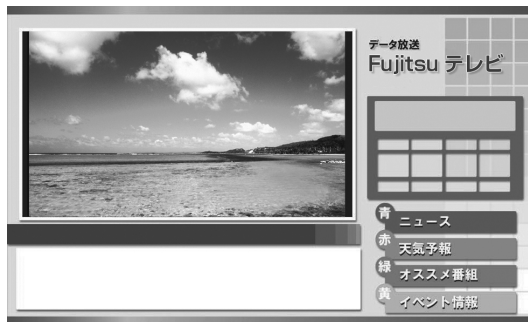 データ放送
Fujitsu テレビ
青 ニュース
赤 天気予報
緑 オススメ番組
黄 イベント情報